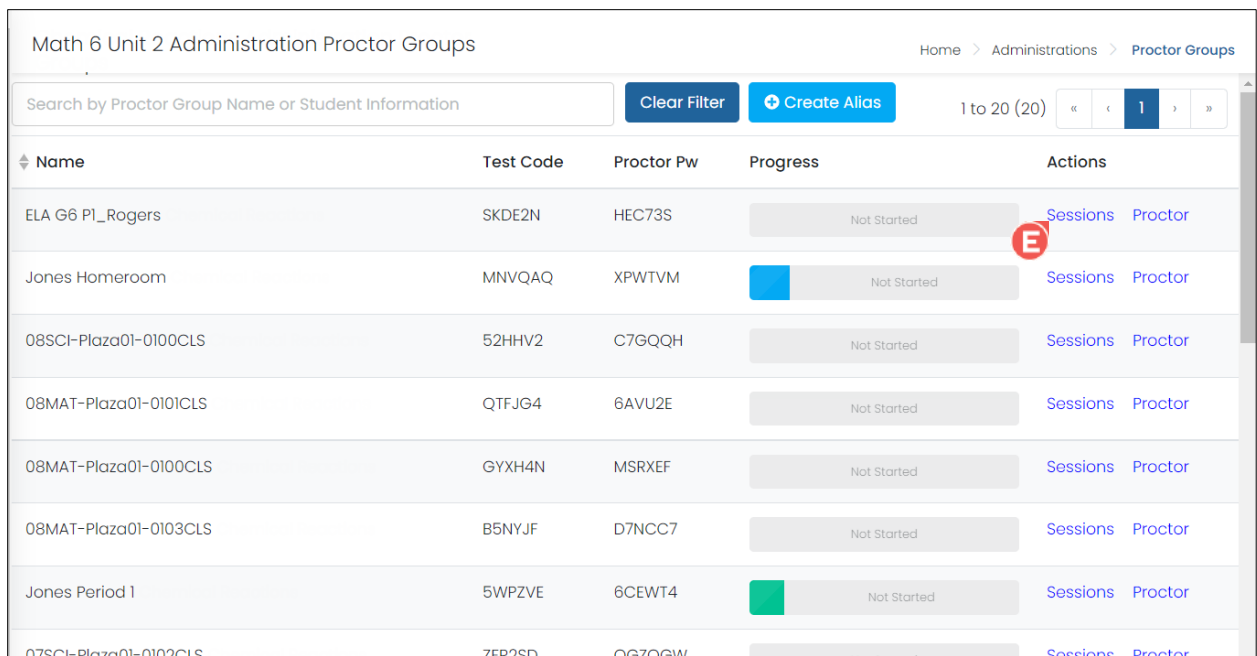 Math 6 Unit 2 Administration Proctor Groups
Home > Administrations > Proctor Groups
Search by Proctor Group Name or Student Information Clear Filter Create Alias 1 to 20 (20) « ‹ 1 › »
Name Test Code Proctor Pw Progress Actions
ELA G6 P1_Rogers SKDE2N HEC73S Not Started Sessions Proctor
E
Jones Homeroom MNVQAQ XPWTVM Not Started Sessions Proctor
08SCI-Plaza01-0100CLS 52HHV2 C7GQQH Not Started Sessions Proctor
08MAT-Plaza01-0101CLS QTFJG4 6AVU2E Not Started Sessions Proctor
08MAT-Plaza01-0100CLS GYXH4N MSRXEF Not Started Sessions Proctor
08MAT-Plaza01-0103CLS B5NYJF D7NCC7 Not Started Sessions Proctor
Jones Period 1 5WPZVE 6CEWT4 Not Started Sessions Proctor
07SCI-Plaza01-0102CLS Sessions Proctor